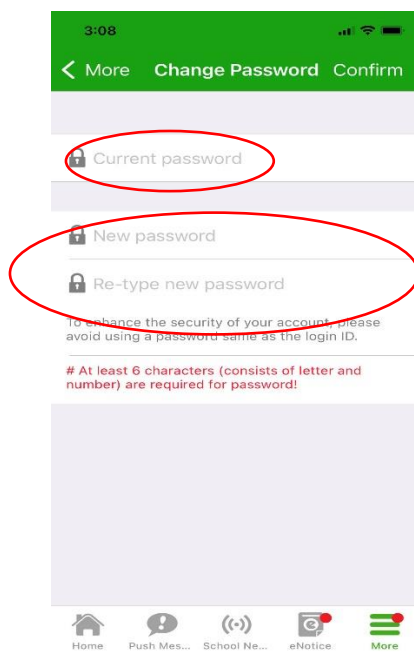 3:08
More Change Password Confirm
Current password
New password
Re-type new password
To enhance the security of your account, please
avoid using a password same as the login ID.
# At least 6 characters (consists of letter and
number) are required for password!
Home Push Mes... School Ne... eNotice More